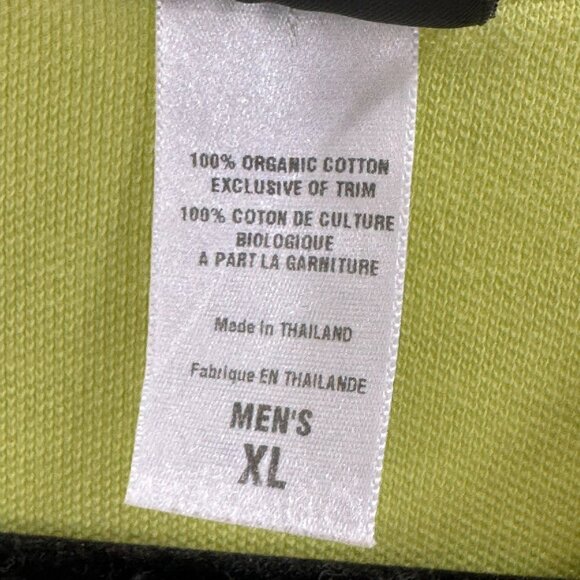 100% ORGANIC COTTON
EXCLUSIVE OF TRIM
100% COTON DE CULTURE
BIOLOGIQUE
A PART LA GARNITURE
Made in THAILAND
Fabrique EN THAILANDE
MEN'S
XL